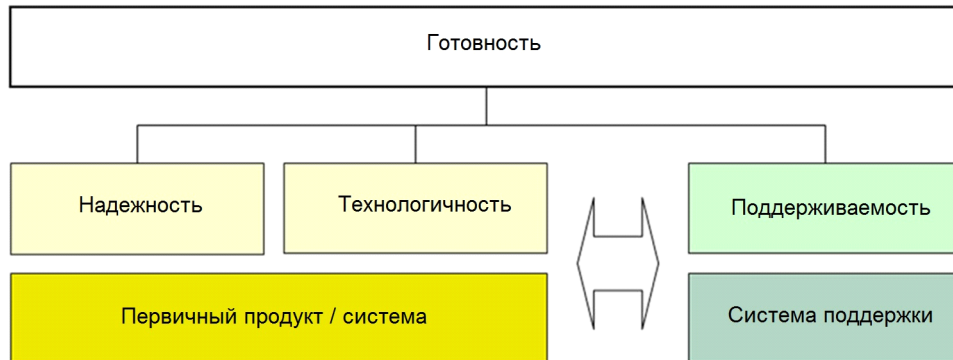 Готовность
Надежность
Технологичность
Поддерживаемость
Первичный продукт / система
Система поддержки